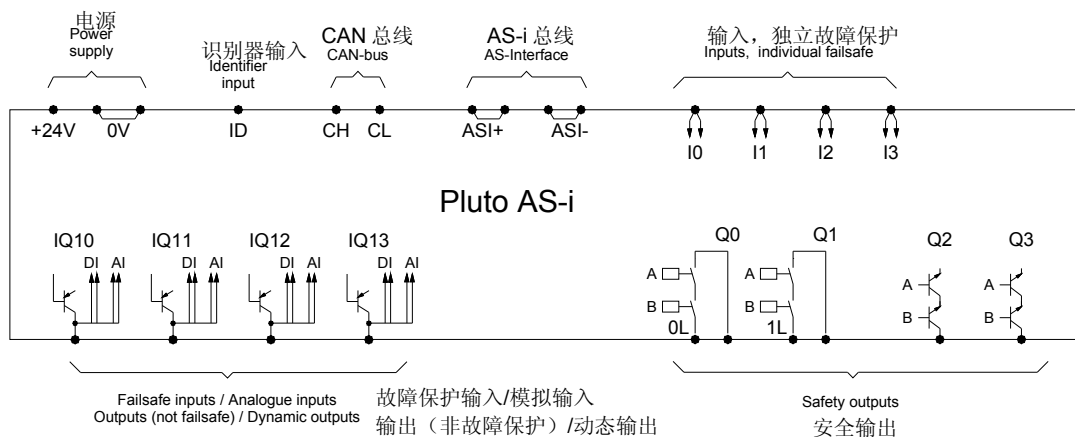 电源
Power
supply
识别器输入
Identifier
input
CAN 总线
CAN-bus
AS-i 总线
AS-Interface
输入，独立故障保护
Inputs, individual failsafe
+24V 0V ID CH CL ASI+ ASI- I0 I1 I2 I3
Pluto AS-i
IQ10 IQ11 IQ12 IQ13 Q0 Q1 Q2 Q3
DI AI DI AI DI AI DI AI
A A A A
B B B B
0L 1L
Failsafe inputs / Analogue inputs
Outputs (not failsafe) / Dynamic outputs
故障保护输入/模拟输入
输出（非故障保护）/动态输出
Safety outputs
安全输出